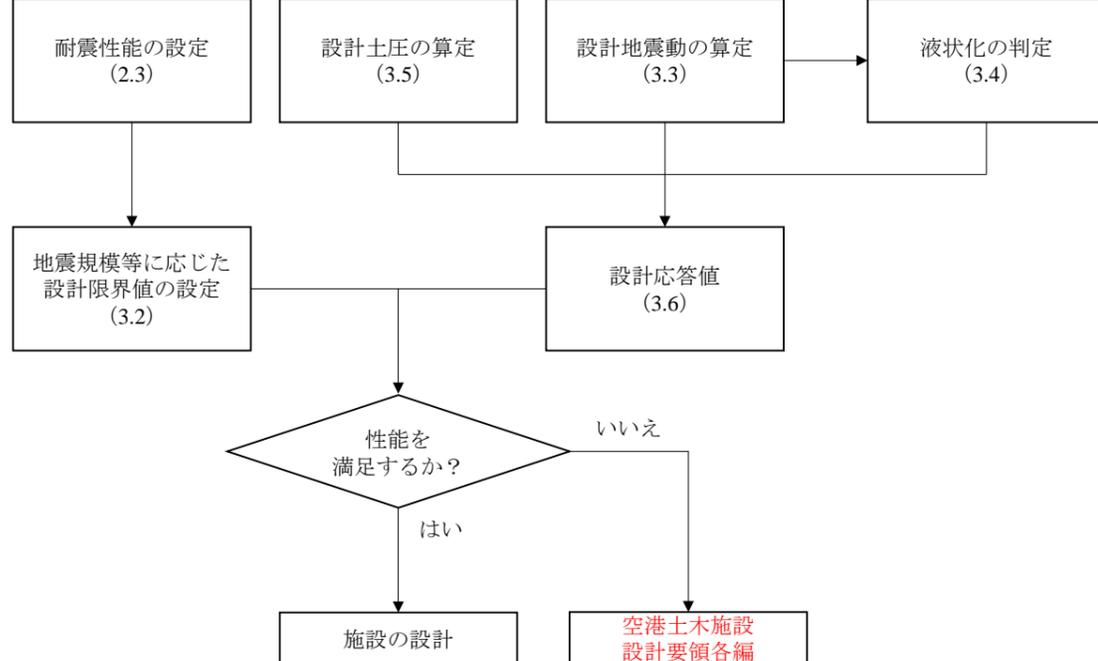 耐震性能の設定
（2.3）
設計土圧の算定
（3.5）
設計地震動の算定
（3.3）
液状化の判定
（3.4）
地震規模等に応じた
設計限界値の設定
（3.2）
設計応答値
（3.6）
性能を
満足するか？
いいえ
はい
施設の設計
空港土木施設
設計要領各編